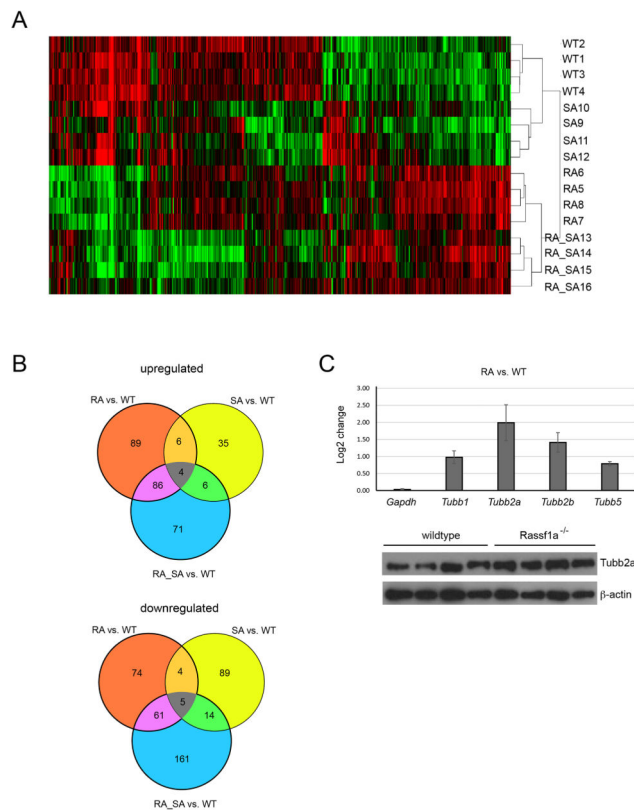 A
WT2
WT1
WT3
WT4
SA10
SA9
SA11
SA12
RA6
RA5
RA8
RA7
RA_SA13
RA_SA14
RA_SA15
RA_SA16
B
upregulated
RA vs. WT
SA vs. WT
89
6
35
4
86
6
71
RA_SA vs. WT
downregulated
RA vs. WT
SA vs. WT
74
4
89
5
61
14
161
RA_SA vs. WT
C
RA vs. WT
Log2 change
3.00
2.50
2.00
1.50
1.00
0.50
0.00
Gapdh Tubb1 Tubb2a Tubb2b Tubb5
wildtype Rassf1a⁻/⁻
Tubb2a
β-actin